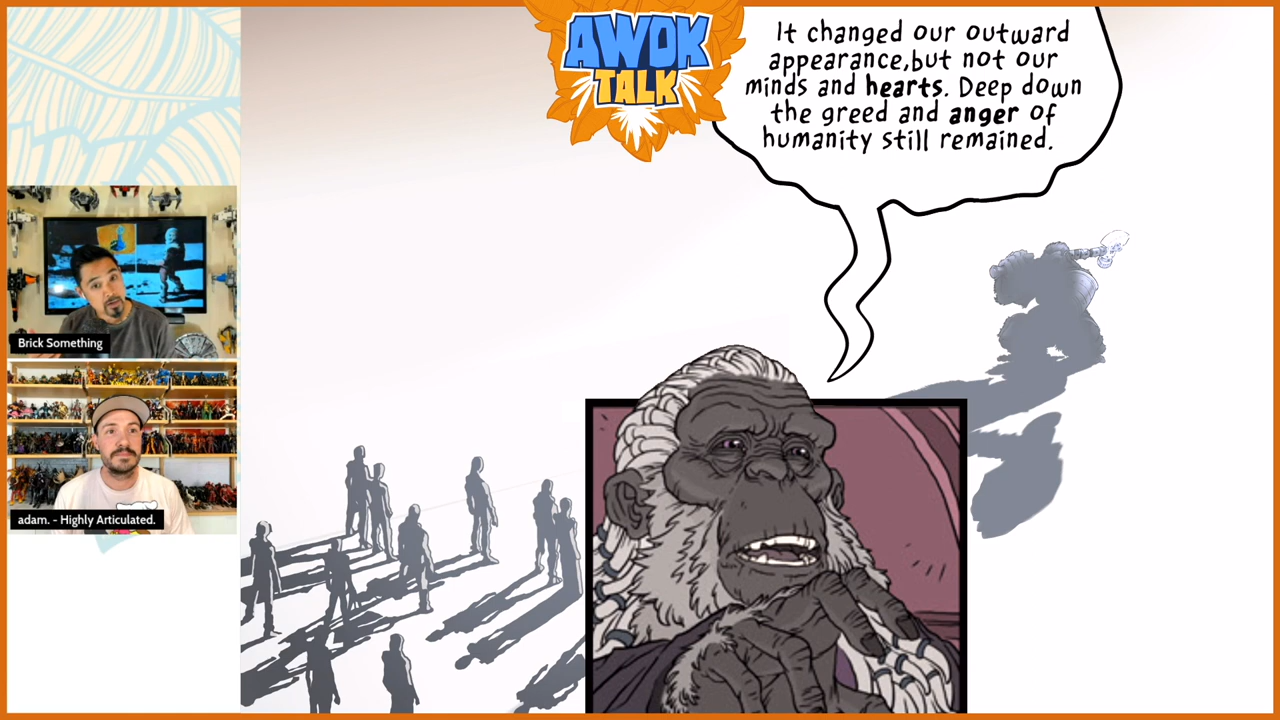 AWOK
TALK
It changed our outward
appearance,but not our
minds and hearts. Deep down
the greed and anger of
humanity still remained.
Brick Something
adam. - Highly Articulated.